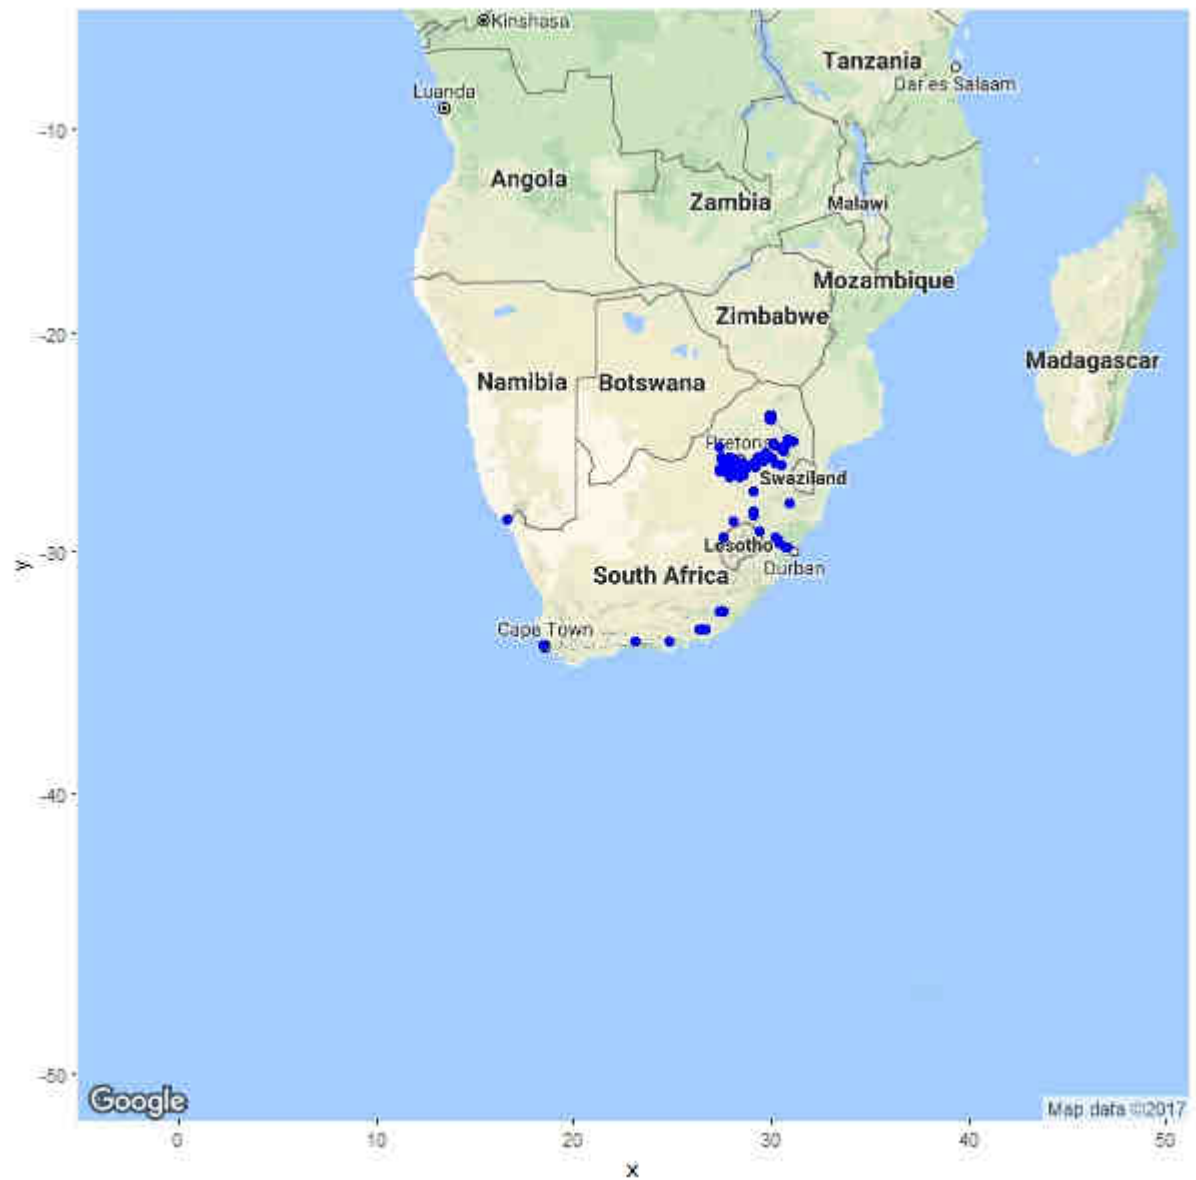 Kinshasa
Tanzania
Dar es Salaam
Luanda
Angola
Zambia
Malawi
Mozambique
Zimbabwe
Madagascar
Namibia
Botswana
Pretoria
Swaziland
Lesotho
Durban
South Africa
Cape Town
-10
-20
-30
-40
-50
y
Google
Map data ©2017
0
10
20
30
40
50
x